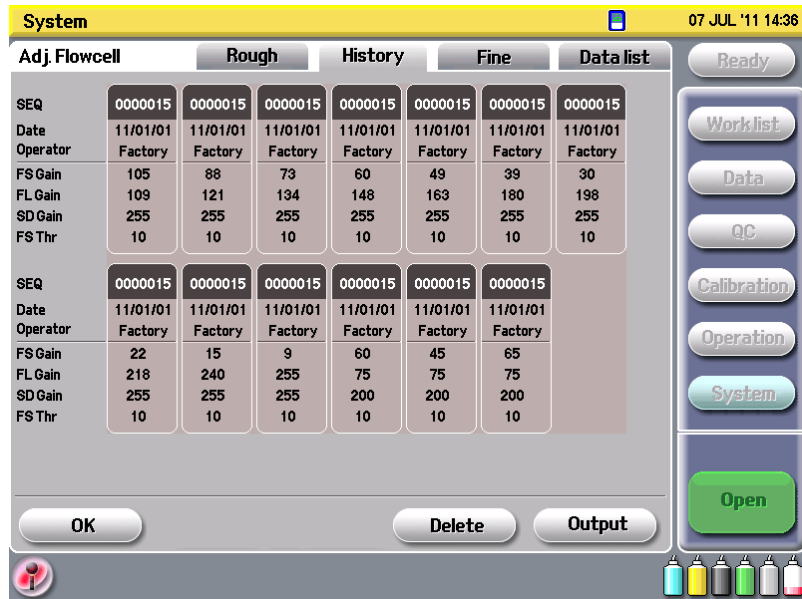 System 07 JUL '11 14:36
Adj. Flowcell Rough History Fine Data list
SEQ 0000015 0000015 0000015 0000015 0000015 0000015 0000015
Date 11/01/01 11/01/01 11/01/01 11/01/01 11/01/01 11/01/01 11/01/01
Operator Factory Factory Factory Factory Factory Factory Factory
FS Gain 105 88 73 60 49 39 30
FL Gain 109 121 134 148 163 180 198
SD Gain 255 255 255 255 255 255 255
FS Thr 10 10 10 10 10 10 10
SEQ 0000015 0000015 0000015 0000015 0000015 0000015
Date 11/01/01 11/01/01 11/01/01 11/01/01 11/01/01 11/01/01
Operator Factory Factory Factory Factory Factory Factory
FS Gain 22 15 9 60 45 65
FL Gain 218 240 255 75 75 75
SD Gain 255 255 255 200 200 200
FS Thr 10 10 10 10 10 10
OK Delete Output
Ready
Work list
Data
QC
Calibration
Operation
System
Open